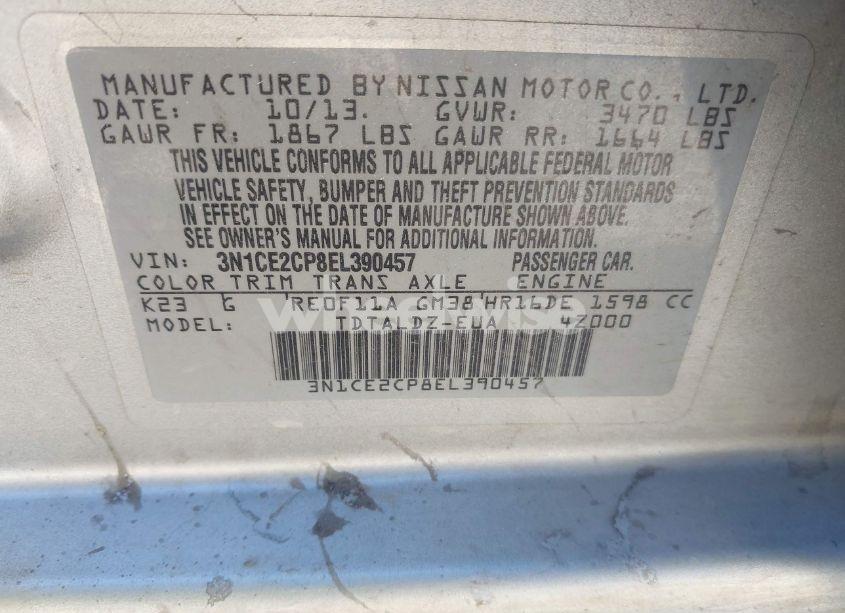 MANUFACTURED BY NISSAN MOTOR CO., LTD.
DATE: 10/13. GVWR: 3470 LBS
GAWR FR: 1867 LBS GAWR RR: 1664 LBS
THIS VEHICLE CONFORMS TO ALL APPLICABLE FEDERAL MOTOR
VEHICLE SAFETY, BUMPER AND THEFT PREVENTION STANDARDS
IN EFFECT ON THE DATE OF MANUFACTURE SHOWN ABOVE.
SEE OWNER'S MANUAL FOR ADDITIONAL INFORMATION.
VIN: 3N1CE2CP8EL390457 PASSENGER CAR.
COLOR TRIM TRANS AXLE ENGINE
K23 G RE0F11A GM38 HR16DE 1598 CC
MODEL: TDTALDZ-EUA 4Z000
3N1CE2CP8EL390457